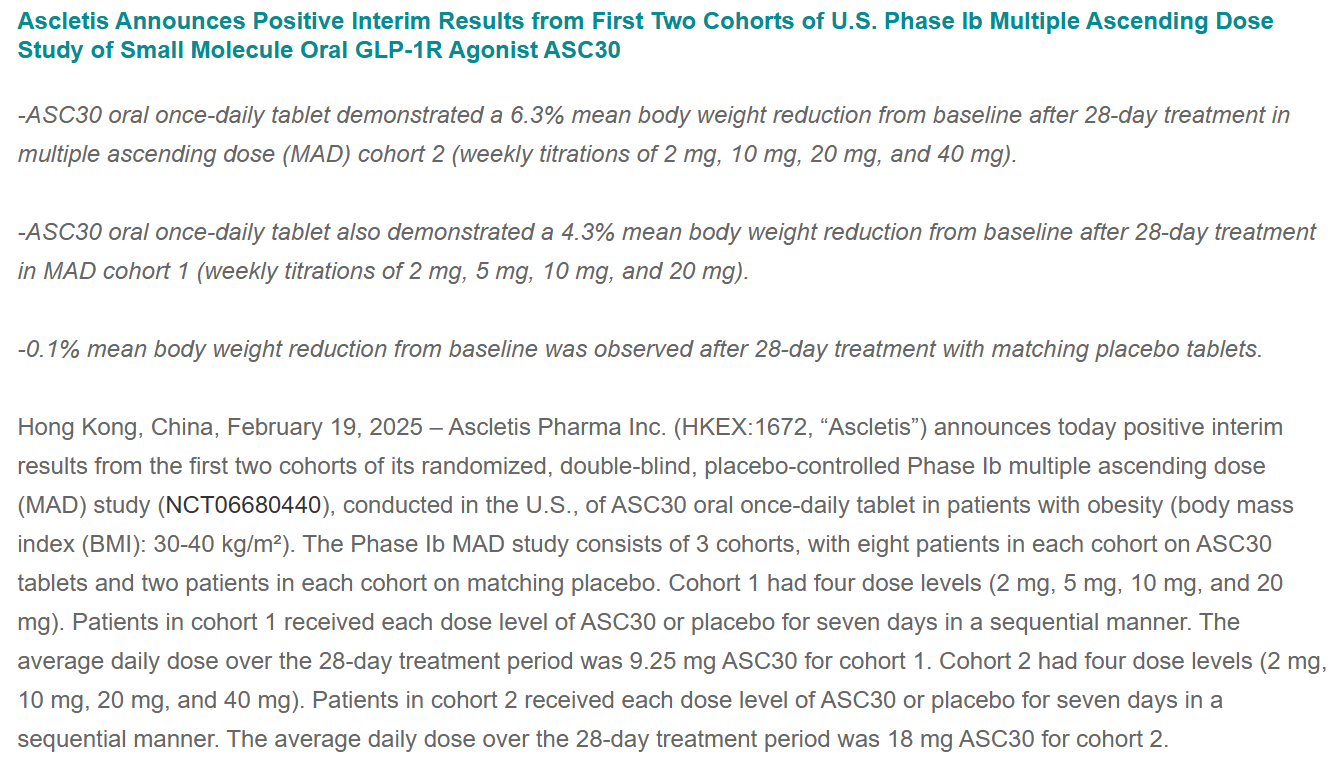 Ascletis Announces Positive Interim Results from First Two Cohorts of U.S. Phase Ib Multiple Ascending Dose
Study of Small Molecule Oral GLP-1R Agonist ASC30
-ASC30 oral once-daily tablet demonstrated a 6.3% mean body weight reduction from baseline after 28-day treatment in
multiple ascending dose (MAD) cohort 2 (weekly titrations of 2 mg, 10 mg, 20 mg, and 40 mg).
-ASC30 oral once-daily tablet also demonstrated a 4.3% mean body weight reduction from baseline after 28-day treatment
in MAD cohort 1 (weekly titrations of 2 mg, 5 mg, 10 mg, and 20 mg).
-0.1% mean body weight reduction from baseline was observed after 28-day treatment with matching placebo tablets.
Hong Kong, China, February 19, 2025 – Ascletis Pharma Inc. (HKEX:1672, “Ascletis”) announces today positive interim
results from the first two cohorts of its randomized, double-blind, placebo-controlled Phase Ib multiple ascending dose
(MAD) study (NCT06680440), conducted in the U.S., of ASC30 oral once-daily tablet in patients with obesity (body mass
index (BMI): 30-40 kg/m²). The Phase Ib MAD study consists of 3 cohorts, with eight patients in each cohort on ASC30
tablets and two patients in each cohort on matching placebo. Cohort 1 had four dose levels (2 mg, 5 mg, 10 mg, and 20
mg). Patients in cohort 1 received each dose level of ASC30 or placebo for seven days in a sequential manner. The
average daily dose over the 28-day treatment period was 9.25 mg ASC30 for cohort 1. Cohort 2 had four dose levels (2 mg,
10 mg, 20 mg, and 40 mg). Patients in cohort 2 received each dose level of ASC30 or placebo for seven days in a
sequential manner. The average daily dose over the 28-day treatment period was 18 mg ASC30 for cohort 2.